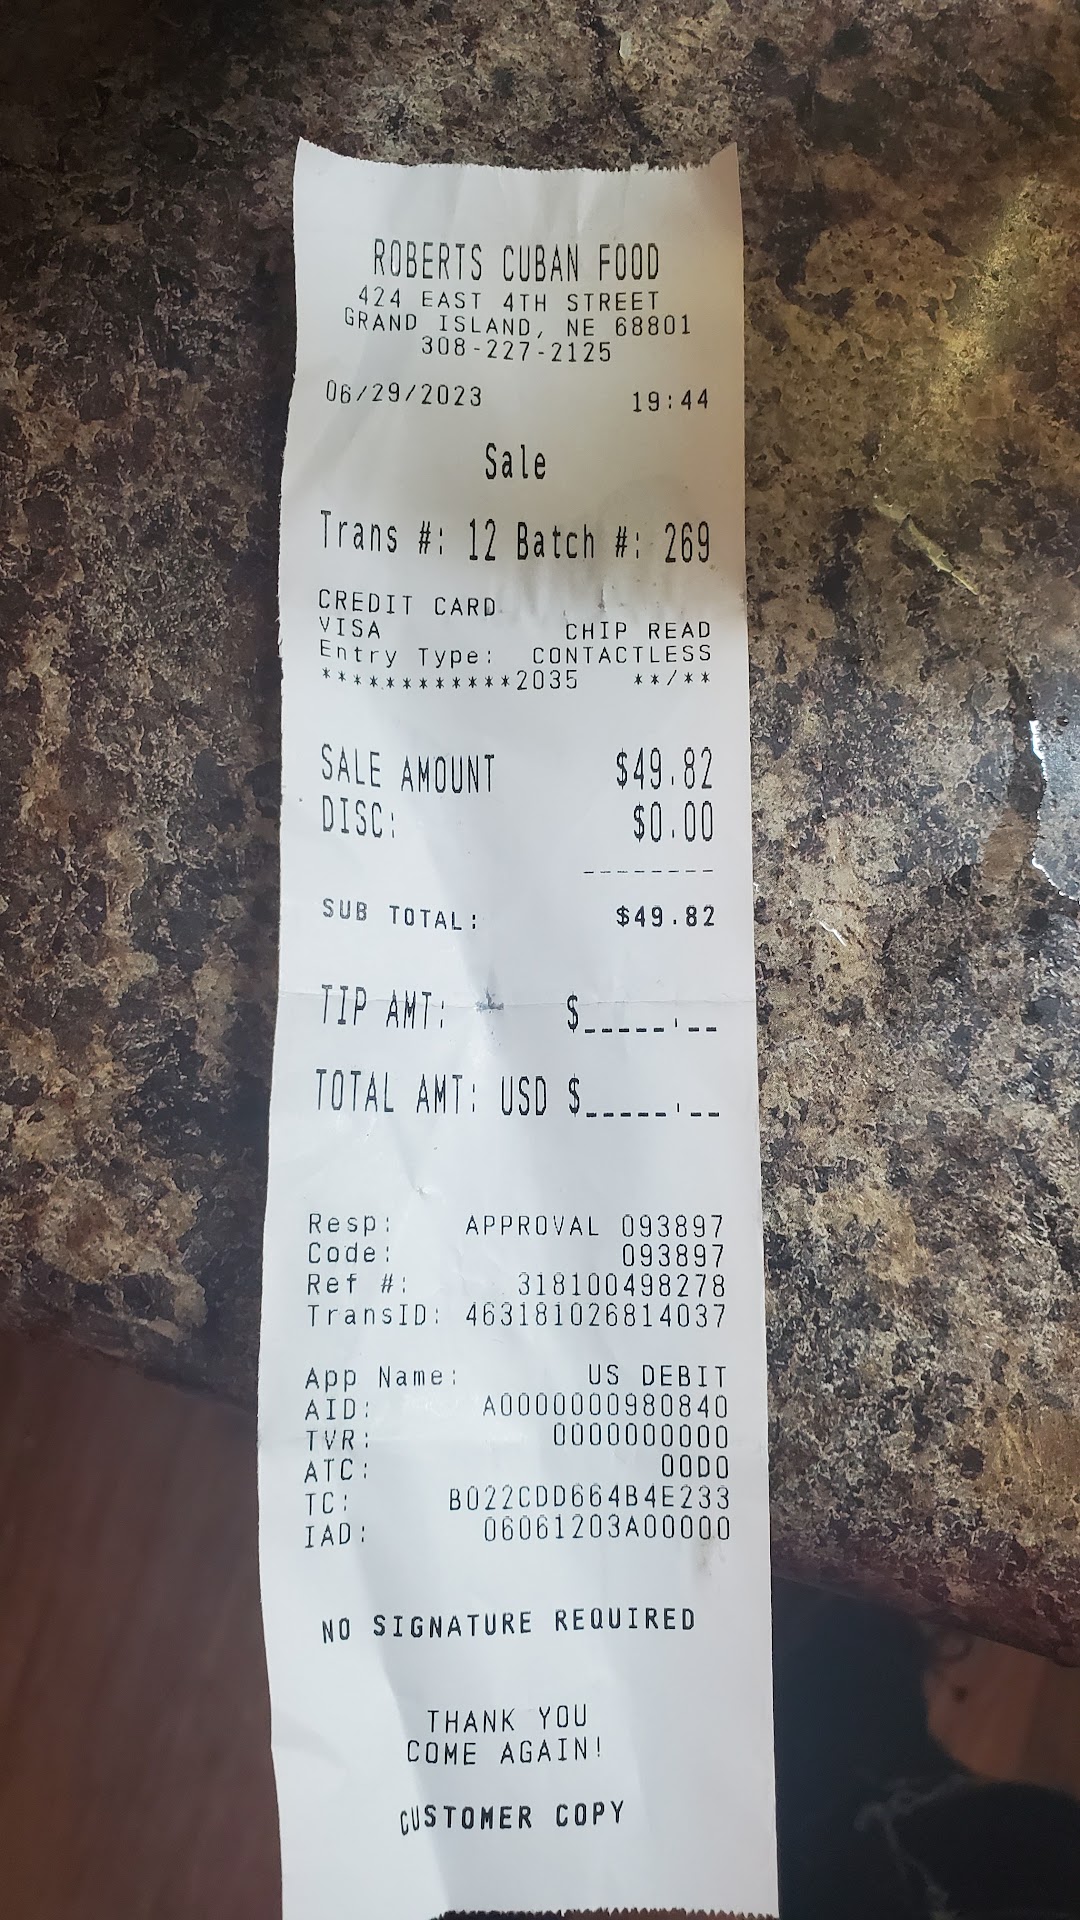 ROBERTS CUBAN FOOD
424 EAST 4TH STREET
GRAND ISLAND, NE 68801
308-227-2125
06/29/2023 19:44
Sale
Trans #: 12 Batch #: 269
CREDIT CARD
VISA CHIP READ
Entry Type: CONTACTLESS
************2035 **/**
SALE AMOUNT $49.82
DISC: $0.00
--------
SUB TOTAL: $49.82
TIP AMT: $_____.__
TOTAL AMT: USD $_____.__
Resp: APPROVAL 093897
Code: 093897
Ref #: 318100498278
TransID: 463181026814037
App Name: US DEBIT
AID: A0000000980840
TVR: 0000000000
ATC: 00D0
TC: B022CDD664B4E233
IAD: 06061203A00000
NO SIGNATURE REQUIRED
THANK YOU
COME AGAIN!
CUSTOMER COPY